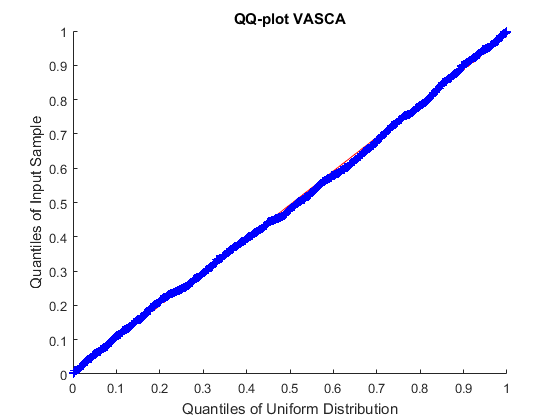 QQ-plot VASCA
Quantiles of Input Sample
1
0.9
0.8
0.7
0.6
0.5
0.4
0.3
0.2
0.1
0
0 0.1 0.2 0.3 0.4 0.5 0.6 0.7 0.8 0.9 1
Quantiles of Uniform Distribution